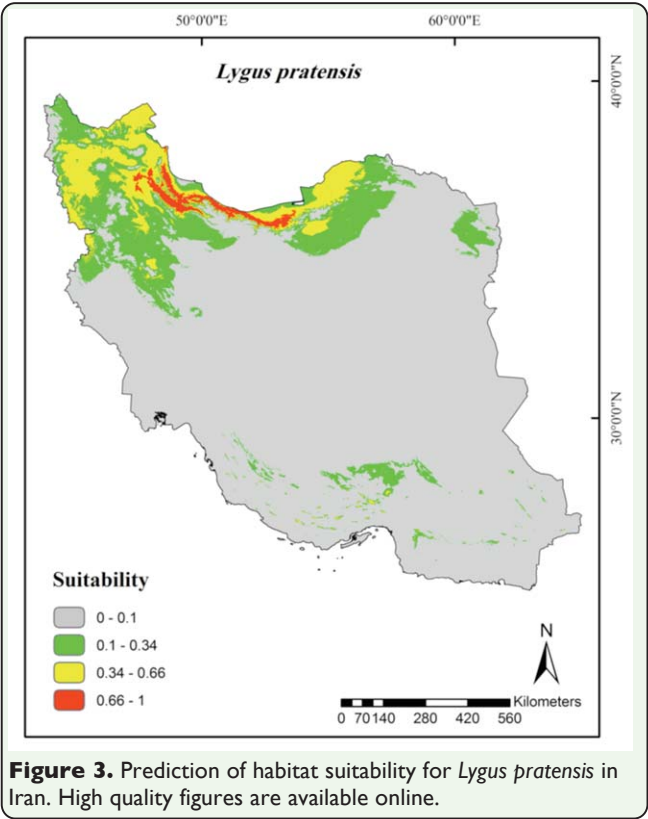 50°0'0"E 60°0'0"E
Lygus pratensis
40°0'0"N
30°0'0"N
Suitability
0 - 0.1
0.1 - 0.34
0.34 - 0.66
0.66 - 1
N
Kilometers
0 70 140 280 420 560
Figure 3. Prediction of habitat suitability for Lygus pratensis in
Iran. High quality figures are available online.